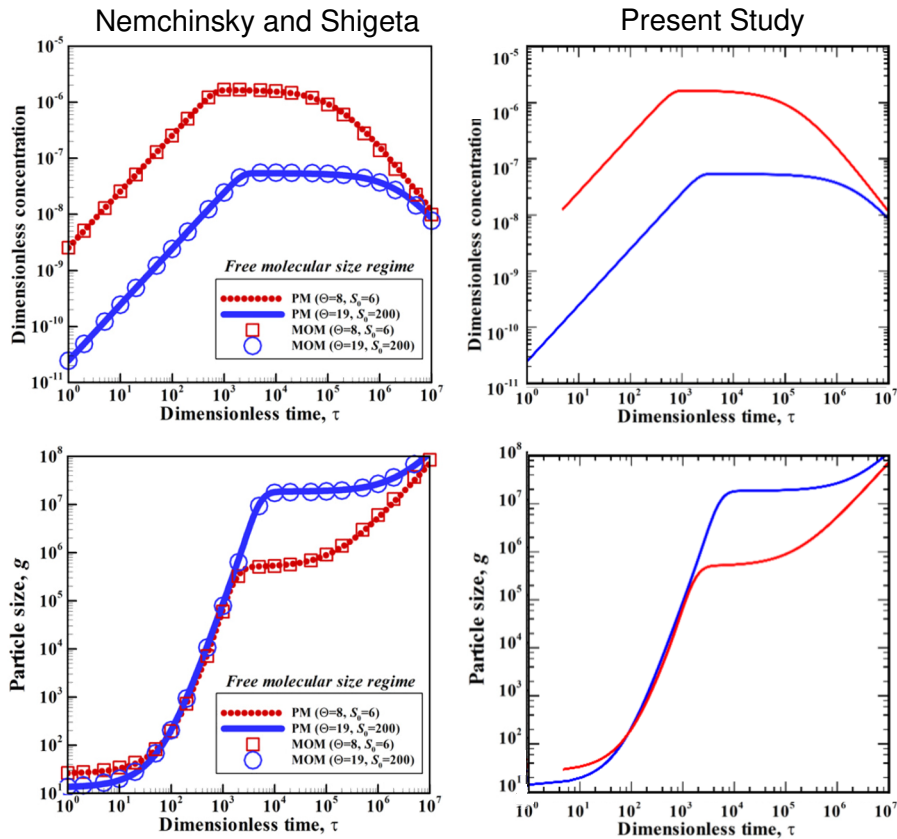 Nemchinsky and Shigeta
Present Study
Dimensionless concentration
10⁻⁵
10⁻⁶
10⁻⁷
10⁻⁸
10⁻⁹
10⁻¹⁰
10⁻¹¹
Free molecular size regime
PM (Θ=8, S₀=6)
PM (Θ=19, S₀=200)
MOM (Θ=8, S₀=6)
MOM (Θ=19, S₀=200)
10⁰ 10¹ 10² 10³ 10⁴ 10⁵ 10⁶ 10⁷
Dimensionless time, τ
Dimensionless concentration
10⁻⁵
10⁻⁶
10⁻⁷
10⁻⁸
10⁻⁹
10⁻¹⁰
10⁻¹¹
10⁰ 10¹ 10² 10³ 10⁴ 10⁵ 10⁶ 10⁷
Dimensionless time, τ
Particle size, g
10⁸
10⁷
10⁶
10⁵
10⁴
10³
10²
10¹
Free molecular size regime
PM (Θ=8, S₀=6)
PM (Θ=19, S₀=200)
MOM (Θ=8, S₀=6)
MOM (Θ=19, S₀=200)
10⁰ 10¹ 10² 10³ 10⁴ 10⁵ 10⁶ 10⁷
Dimensionless time, τ
Particle size, g
10⁸
10⁷
10⁶
10⁵
10⁴
10³
10²
10¹
10⁰ 10¹ 10² 10³ 10⁴ 10⁵ 10⁶ 10⁷
Dimensionless time, τ